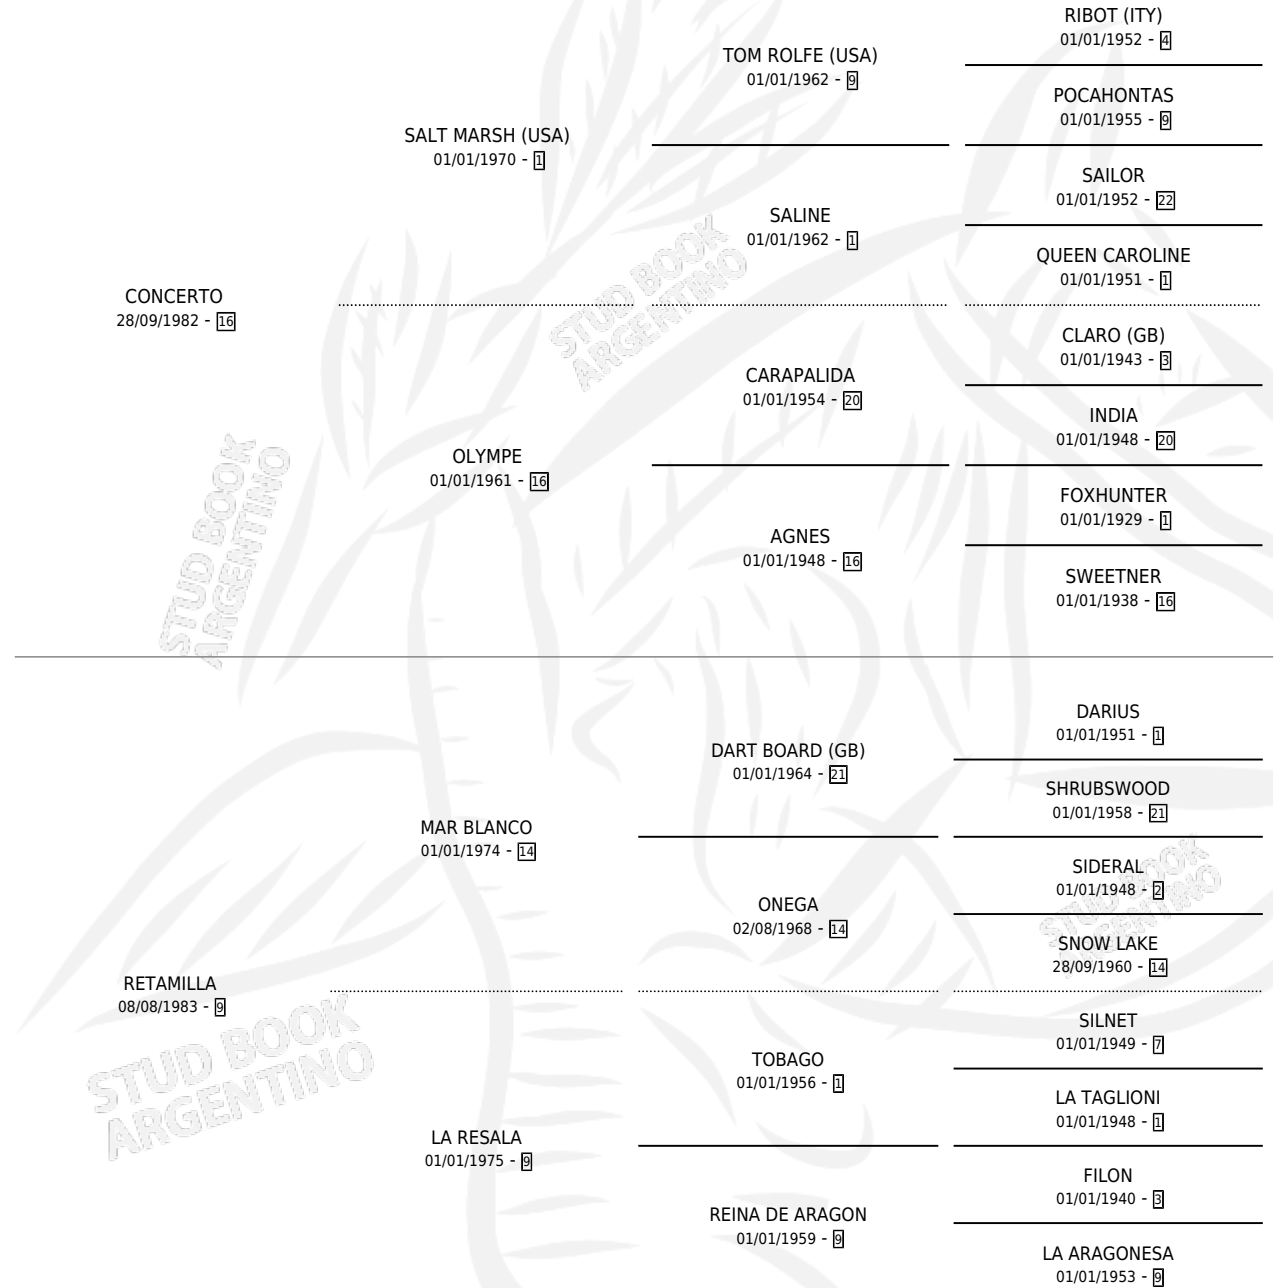 RIBOT (ITY)
01/01/1952 - 4
TOM ROLFE (USA)
01/01/1962 - 9
POCAHONTAS
01/01/1955 - 9
SALT MARSH (USA)
01/01/1970 - 1
SAILOR
01/01/1952 - 22
SALINE
01/01/1962 - 1
QUEEN CAROLINE
01/01/1951 - 1
CONCERTO
28/09/1982 - 16
STUD BOOK
ARGENTINO
CLARO (GB)
01/01/1943 - 3
CARAPALIDA
01/01/1954 - 20
INDIA
01/01/1948 - 20
OLYMPE
01/01/1961 - 16
FOXHUNTER
01/01/1929 - 1
AGNES
01/01/1948 - 16
SWEETNER
01/01/1938 - 16
STUD BOOK
ARGENTINO
DARIUS
01/01/1951 - 1
DART BOARD (GB)
01/01/1964 - 21
SHRUBSWOOD
01/01/1958 - 21
MAR BLANCO
01/01/1974 - 14
SIDERAL
01/01/1948 - 2
ONEGA
02/08/1968 - 14
SNOW LAKE
28/09/1960 - 14
STUD BOOK
ARGENTINO
RETAMILLA
08/08/1983 - 9
SILNET
01/01/1949 - 7
TOBAGO
01/01/1956 - 1
LA TAGLIONI
01/01/1948 - 1
STUD BOOK
ARGENTINO
LA RESALA
01/01/1975 - 9
FILON
01/01/1940 - 3
REINA DE ARAGON
01/01/1959 - 9
LA ARAGONESA
01/01/1953 - 9